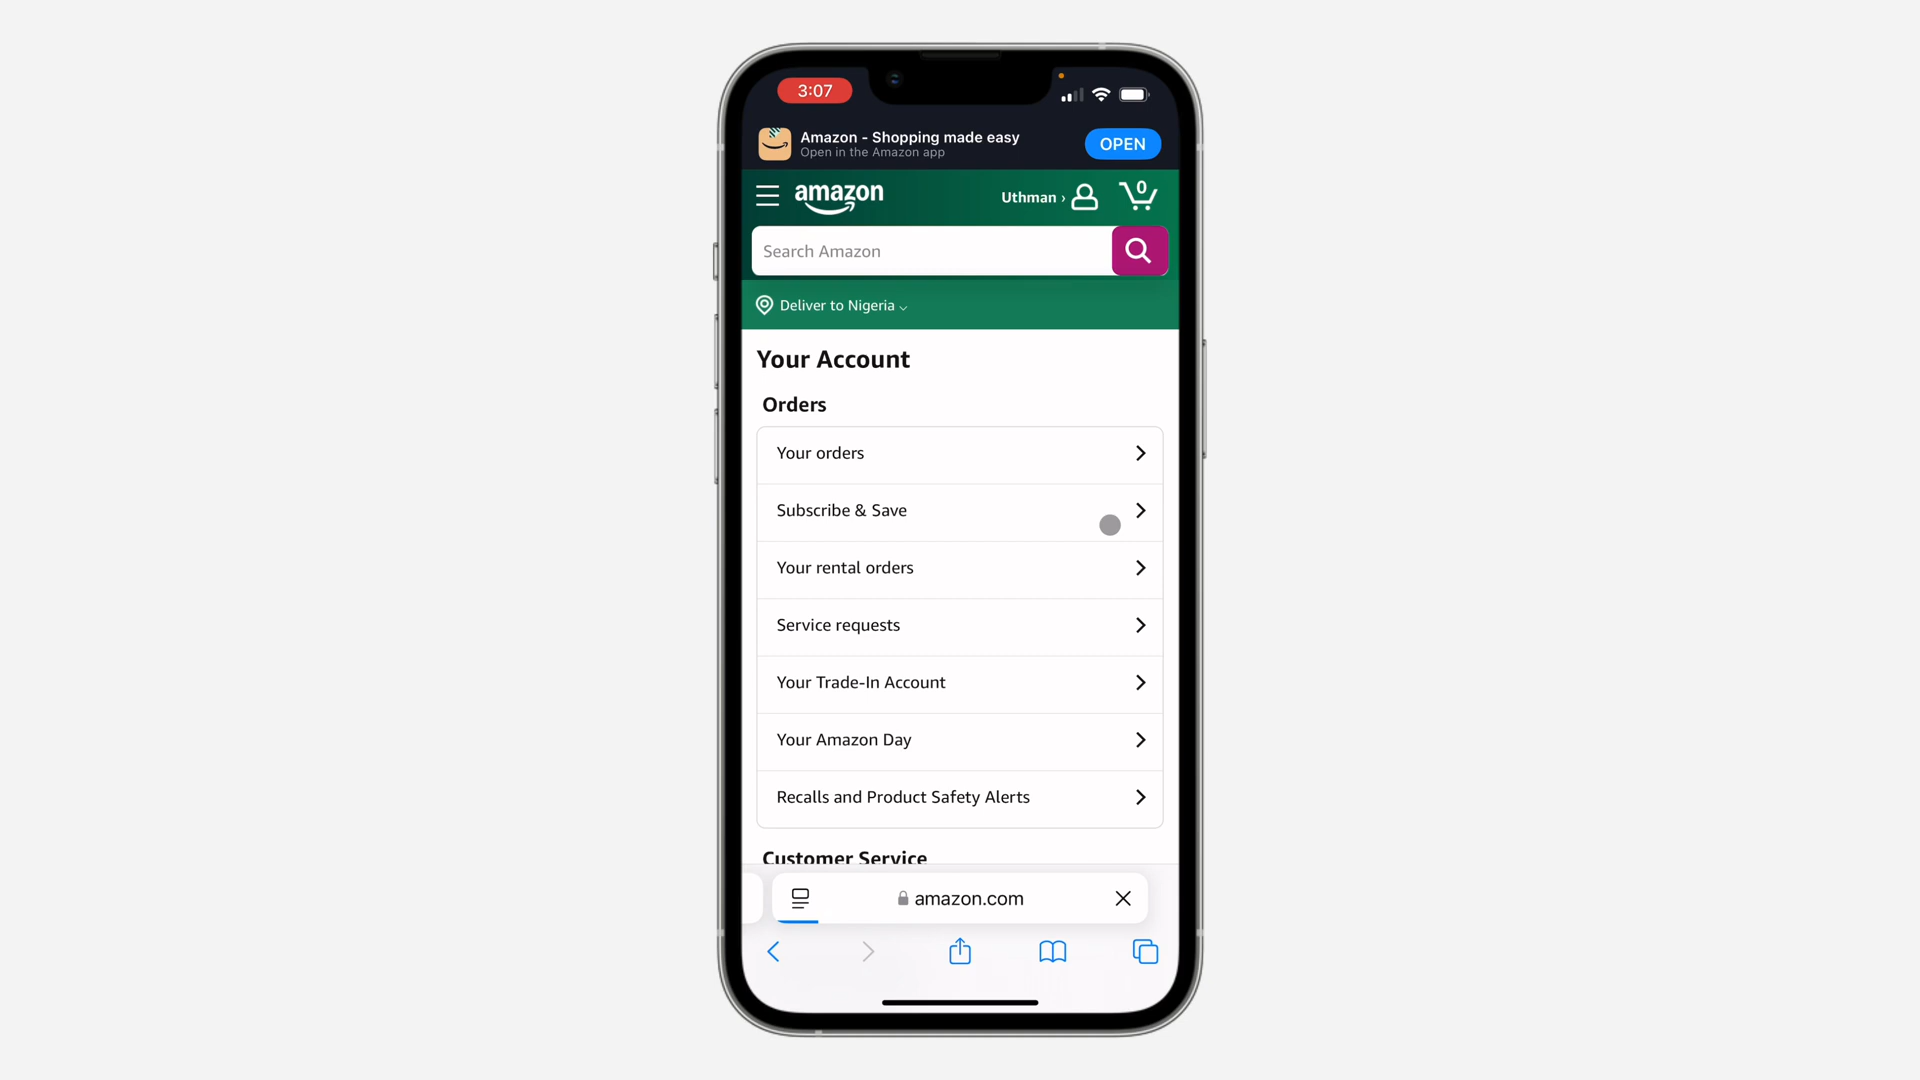 3:07
Amazon - Shopping made easy
Open in the Amazon app
OPEN
amazon
Uthman ›
0
Search Amazon
Deliver to Nigeria
Your Account
Orders
Your orders
Subscribe & Save
Your rental orders
Service requests
Your Trade-In Account
Your Amazon Day
Recalls and Product Safety Alerts
Customer Service
amazon.com